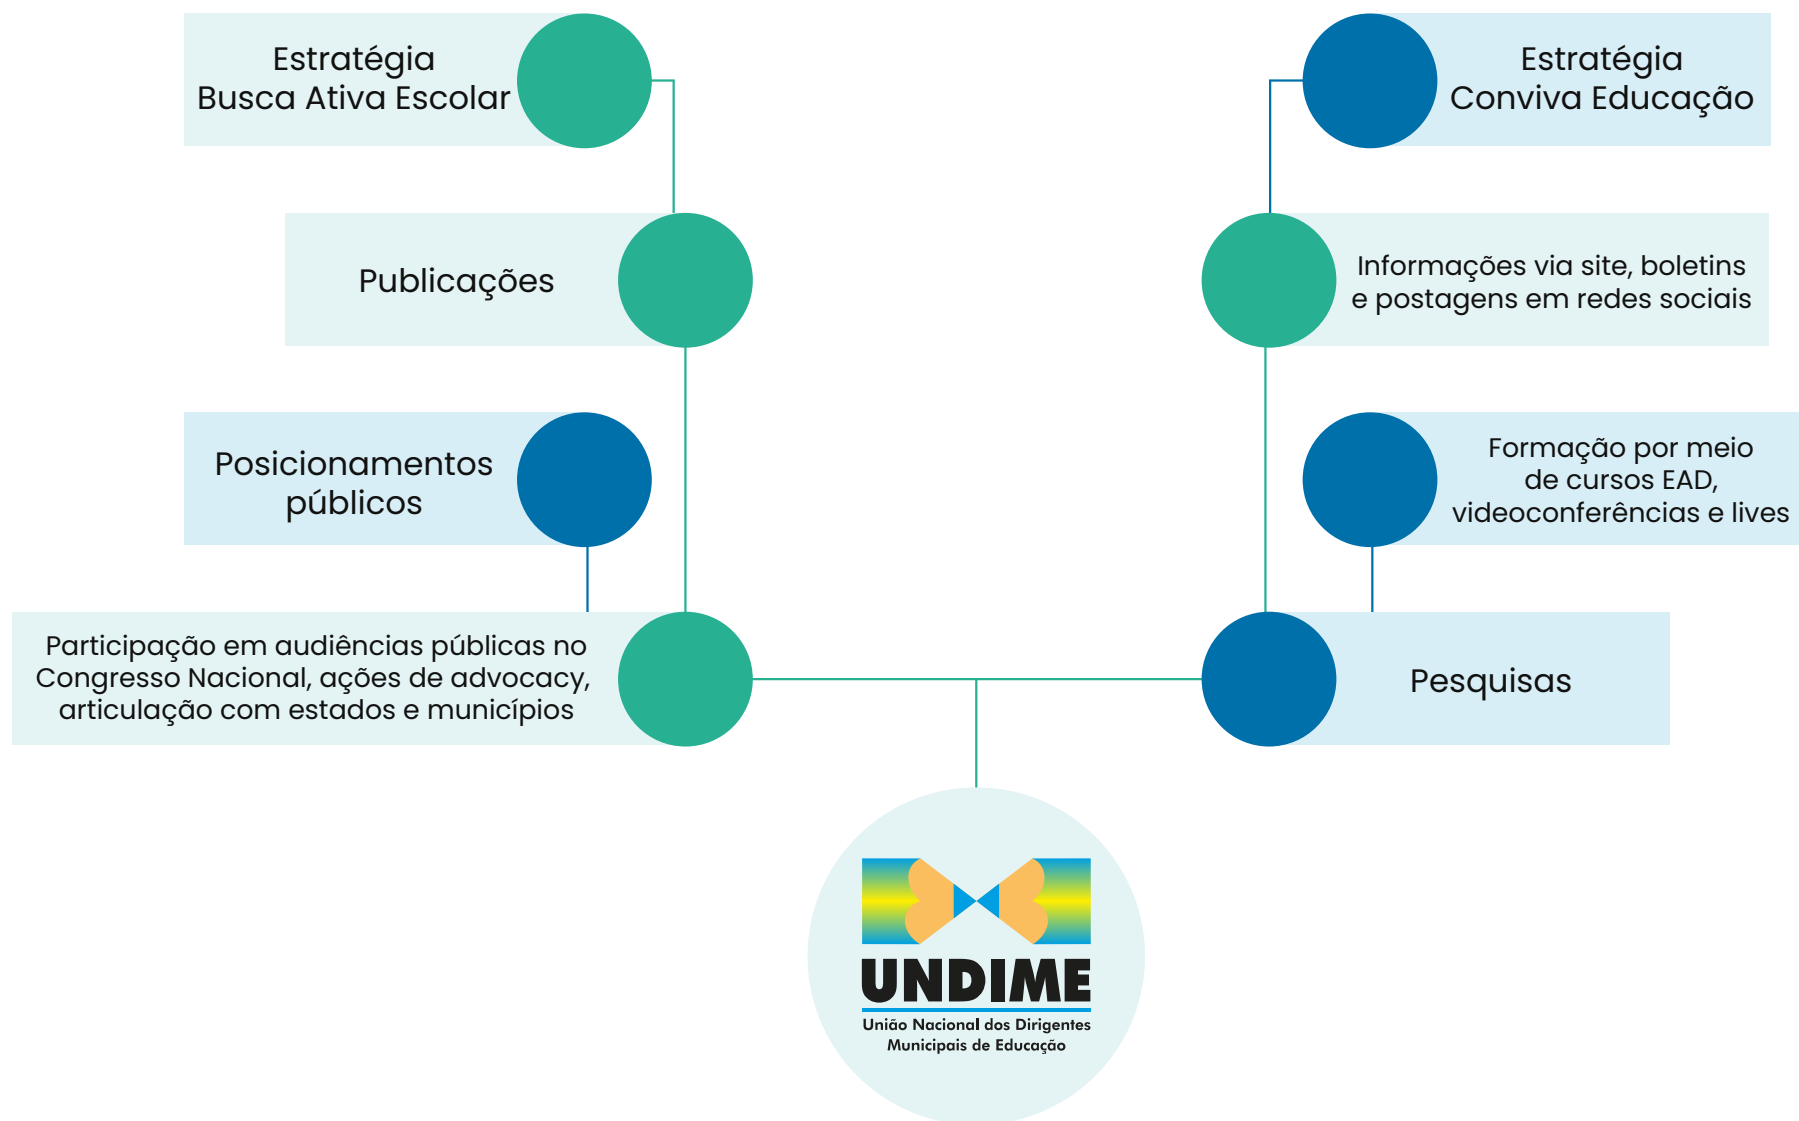 Estratégia
Busca Ativa Escolar
Publicações
Posicionamentos
públicos
Participação em audiências públicas no
Congresso Nacional, ações de advocacy,
articulação com estados e municípios
Estratégia
Conviva Educação
Informações via site, boletins
e postagens em redes sociais
Formação por meio
de cursos EAD,
videoconferências e lives
Pesquisas
UNDIME
União Nacional dos Dirigentes
Municipais de Educação